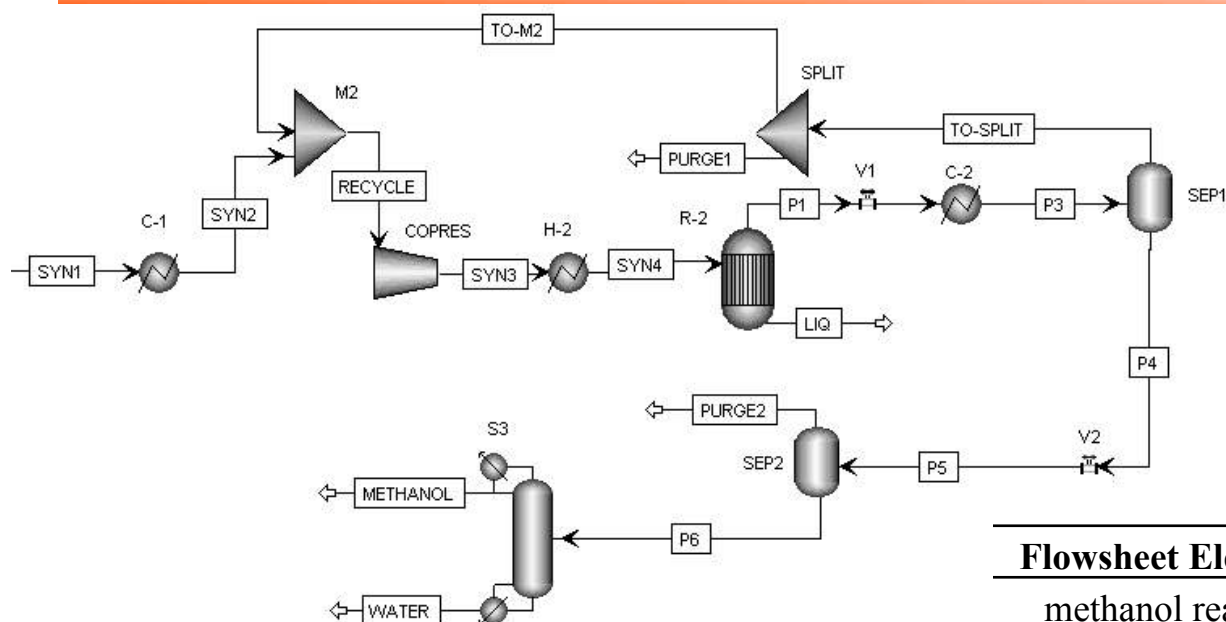 TO-M2
SPLIT
M2
TO-SPLIT
PURGE1
V1
C-2
RECYCLE
P1
P3
SEP1
SYN2
R-2
C-1
COPRES
H-2
SYN1
SYN3
SYN4
LIQ
P4
PURGE2
S3
V2
SEP2
P5
METHANOL
P6
WATER
Flowsheet El
methanol rea